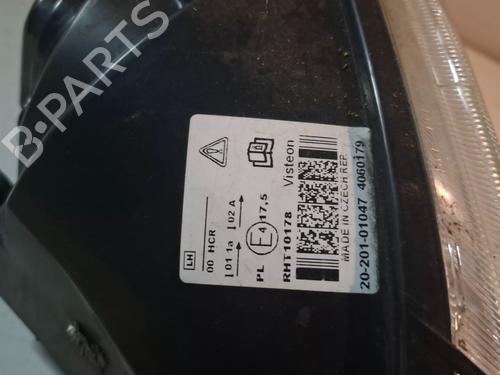 B-PARTS
LH
00 HCR
01 1a 02 A
PL E4 17,5
RHT10178
Visteon
MADE IN CZECH REP.
20-201-01047 4060179